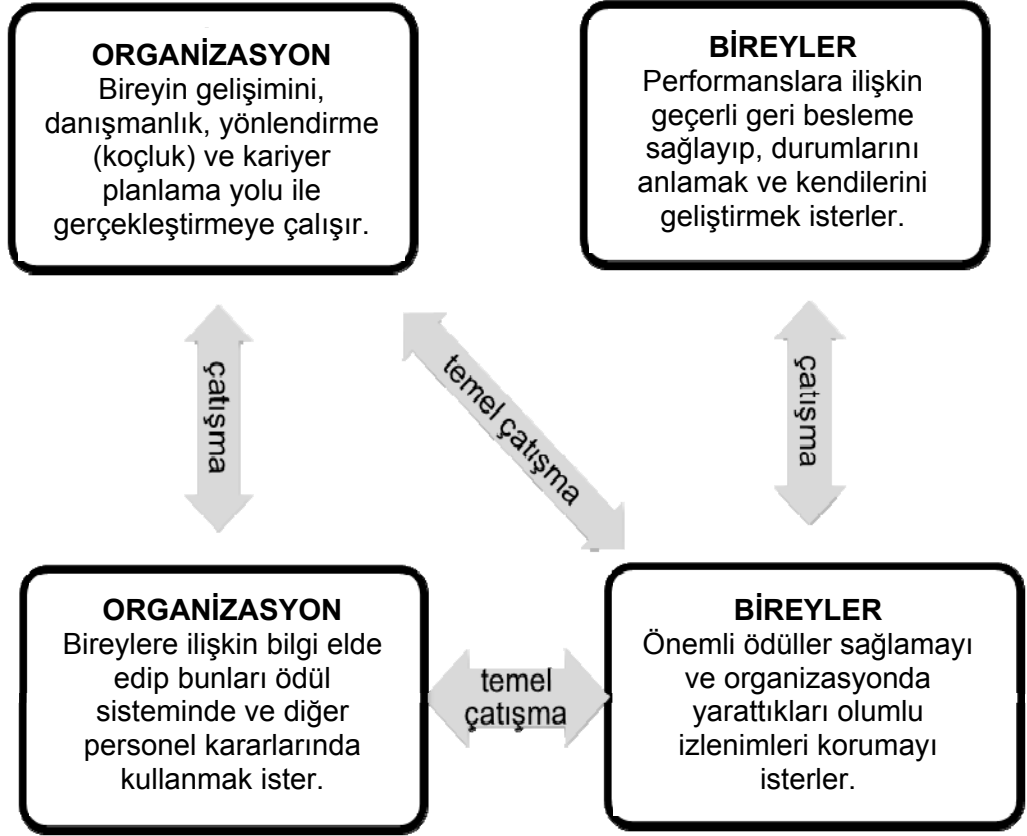 ORGANİZASYON
Bireyin gelişimini,
danışmanlık, yönlendirme
(koçluk) ve kariyer
planlama yolu ile
gerçekleştirmeye çalışır.
BİREYLER
Performanslara ilişkin
geçerli geri besleme
sağlayıp, durumlarını
anlamak ve kendilerini
geliştirmek isterler.
çatışma
temel çatışma
çatışma
ORGANİZASYON
Bireylere ilişkin bilgi elde
edip bunları ödül
sisteminde ve diğer
personel kararlarında
kullanmak ister.
temel
çatışma
BİREYLER
Önemli ödüller sağlamayı
ve organizasyonda
yarattıkları olumlu
izlenimleri korumayı
isterler.